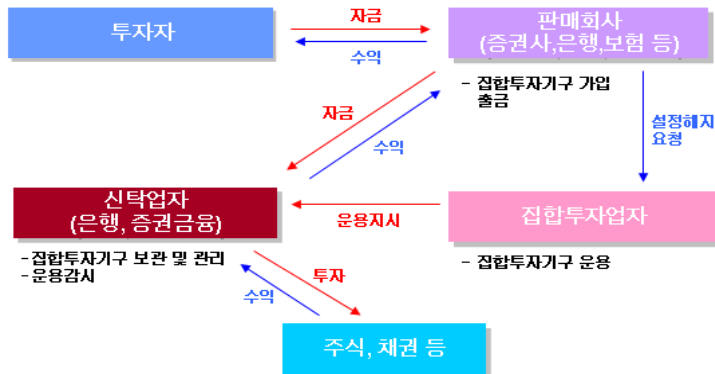 투자자
자금
수익
판매회사
(증권사,은행,보험 등)
- 집합투자기구 가입
출금
자금
수익
설정해지
요청
신탁업자
(은행, 증권금융)
운용지시
집합투자업자
-집합투자기구 보관 및 관리
-운용감시
- 집합투자기구 운용
투자
수익
주식, 채권 등